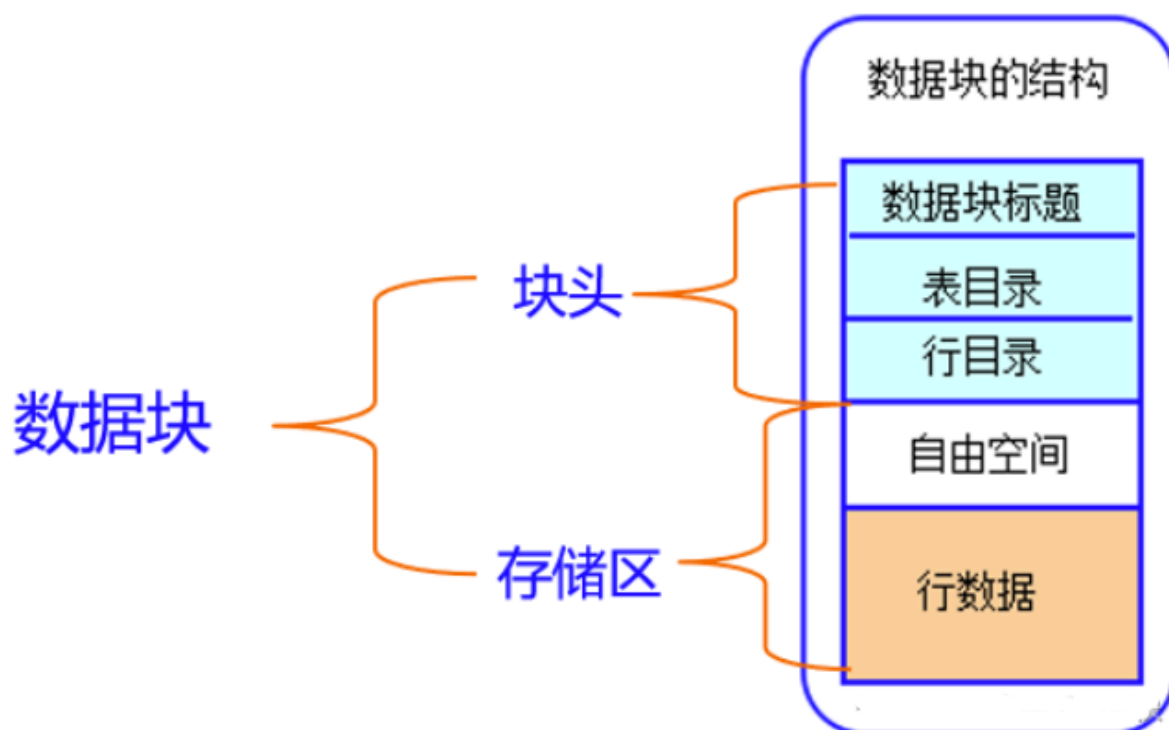 数据块的结构
数据块标题
表目录
块头
行目录
数据块
自由空间
存储区
行数据